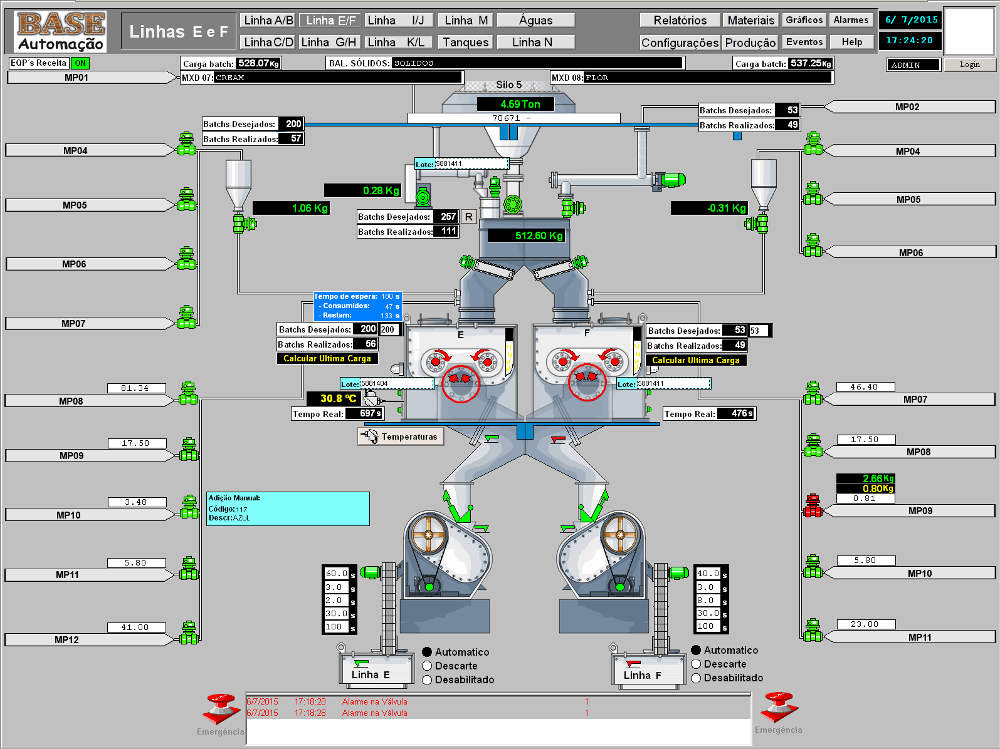 BASE
Automação
Linhas E e F
Linha A/B
Linha E/F
Linha I/J
Linha M
Águas
Linha C/D
Linha G/H
Linha K/L
Tanques
Linha N
Relatórios
Materiais
Gráficos
Alarmes
Configurações
Produção
Eventos
Help
6/ 7/2015
17:24:20
ADMIN
Login
EQP´s Receita ON
Carga batch: 528.07Kg
BAL. SÓLIDOS: SOLIDOS
Carga batch: 537.25Kg
MP01
MXD 07: CREAM
MXD 08: FLOR
Silo 5
4.59 Ton
70671 -
Batchs Desejados: 200
Batchs Realizados: 57
Batchs Desejados: 53
Batchs Realizados: 49
MP02
MP04
MP04
Lote: 5881411
0.28 Kg
1.06 Kg
-0.31 Kg
MP05
MP05
Batchs Desejados: 257
R
Batchs Realizados: 111
512.60 Kg
MP06
MP06
Tempo de espera: 180 s
- Consumidos: 47 s
- Restam: 133 s
MP07
Batchs Desejados: 200 200
Batchs Realizados: 56
Calcular Ultima Carga
E
F
Batchs Desejados: 53 53
Batchs Realizados: 49
Calcular Ultima Carga
Lote: 5881404
Lote: 5881411
30.8 ºC
Tempo Real: 697 s
Tempo Real: 476 s
Temperaturas
81.34
MP08
46.40
MP07
17.50
MP09
17.50
MP08
2.66Kg
0.80Kg
3.48
MP10
0.81
MP09
Adição Manual:
Código: 117
Descr: AZUL
5.80
MP11
5.80
MP10
60.0 s
3.0 s
2.0 s
30.0 s
100 s
40.0 s
3.0 s
8.0 s
30.0 s
100 s
41.00
MP12
23.00
MP11
Linha E
Automatico
Descarte
Desabilitado
Linha F
Automatico
Descarte
Desabilitado
6/7/2015 17:18:28 Alarme na Válvula 1
6/7/2015 17:18:28 Alarme na Válvula 1
Emergência
Emergência